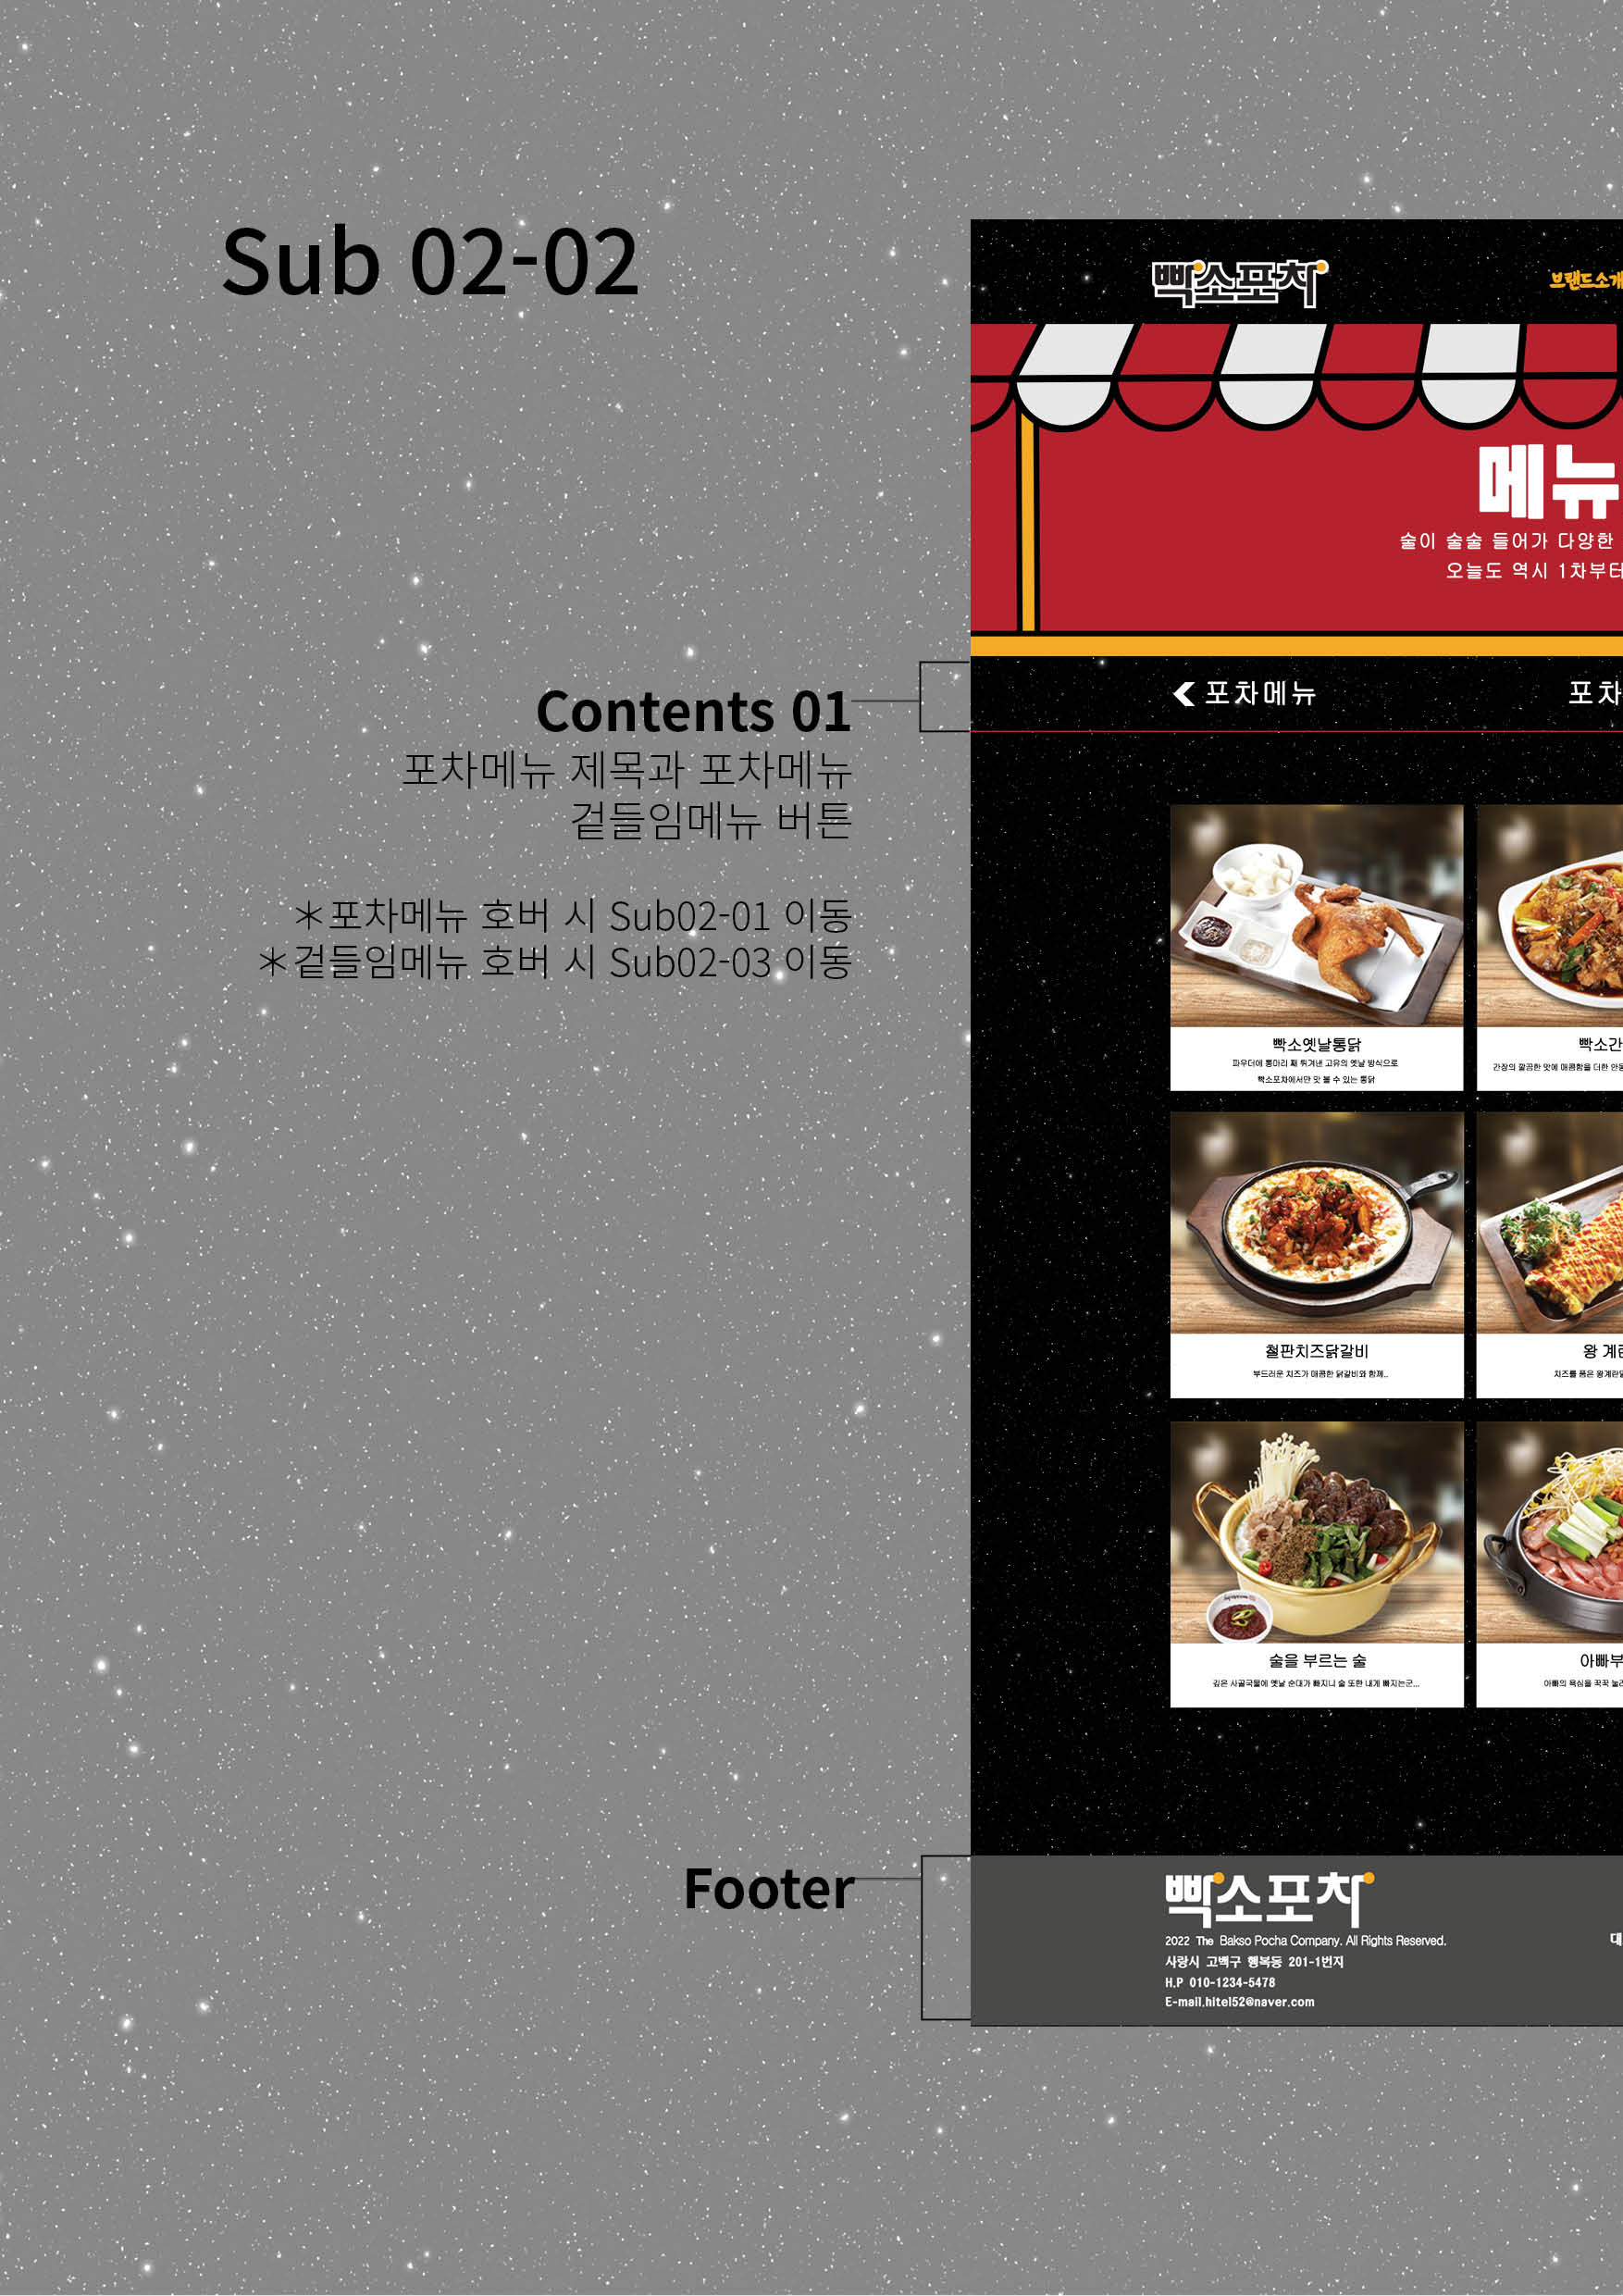 Sub 02-02
Contents 01
포차메뉴 제목과 포차메뉴
겉들임메뉴 버튼
*포차메뉴 호버 시 Sub02-01 이동
*겉들임메뉴 호버 시 Sub02-03 이동
Footer
빡소포차
브랜드소개
메뉴
술이 술술 들어가 다양한
오늘도 역시 1차부터
포차메뉴
포차
빡소옛날통닭
파우더에 통마리 째 튀겨낸 고유의 옛날 방식으로
빡소포차에서만 맛 볼 수 있는 통닭
빡소간
간장의 깔끔한 맛에 매콤함을 더한 안동
철판치즈닭갈비
부드러운 치즈가 매콤한 닭갈비와 함께..
왕 계란
치즈를 품은 왕계란말
술을 부르는 술
깊은 사골국물에 옛날 순대가 빠지니 술 또한 내게 빠지는군...
아빠부
아빠의 욕심을 꾹꾹 눌러
빡소포차
2022 The Bakso Pocha Company. All Rights Reserved.
사랑시 고백구 행복동 201-1번지
H.P 010-1234-5478
E-mail.hitel52@naver.com
대